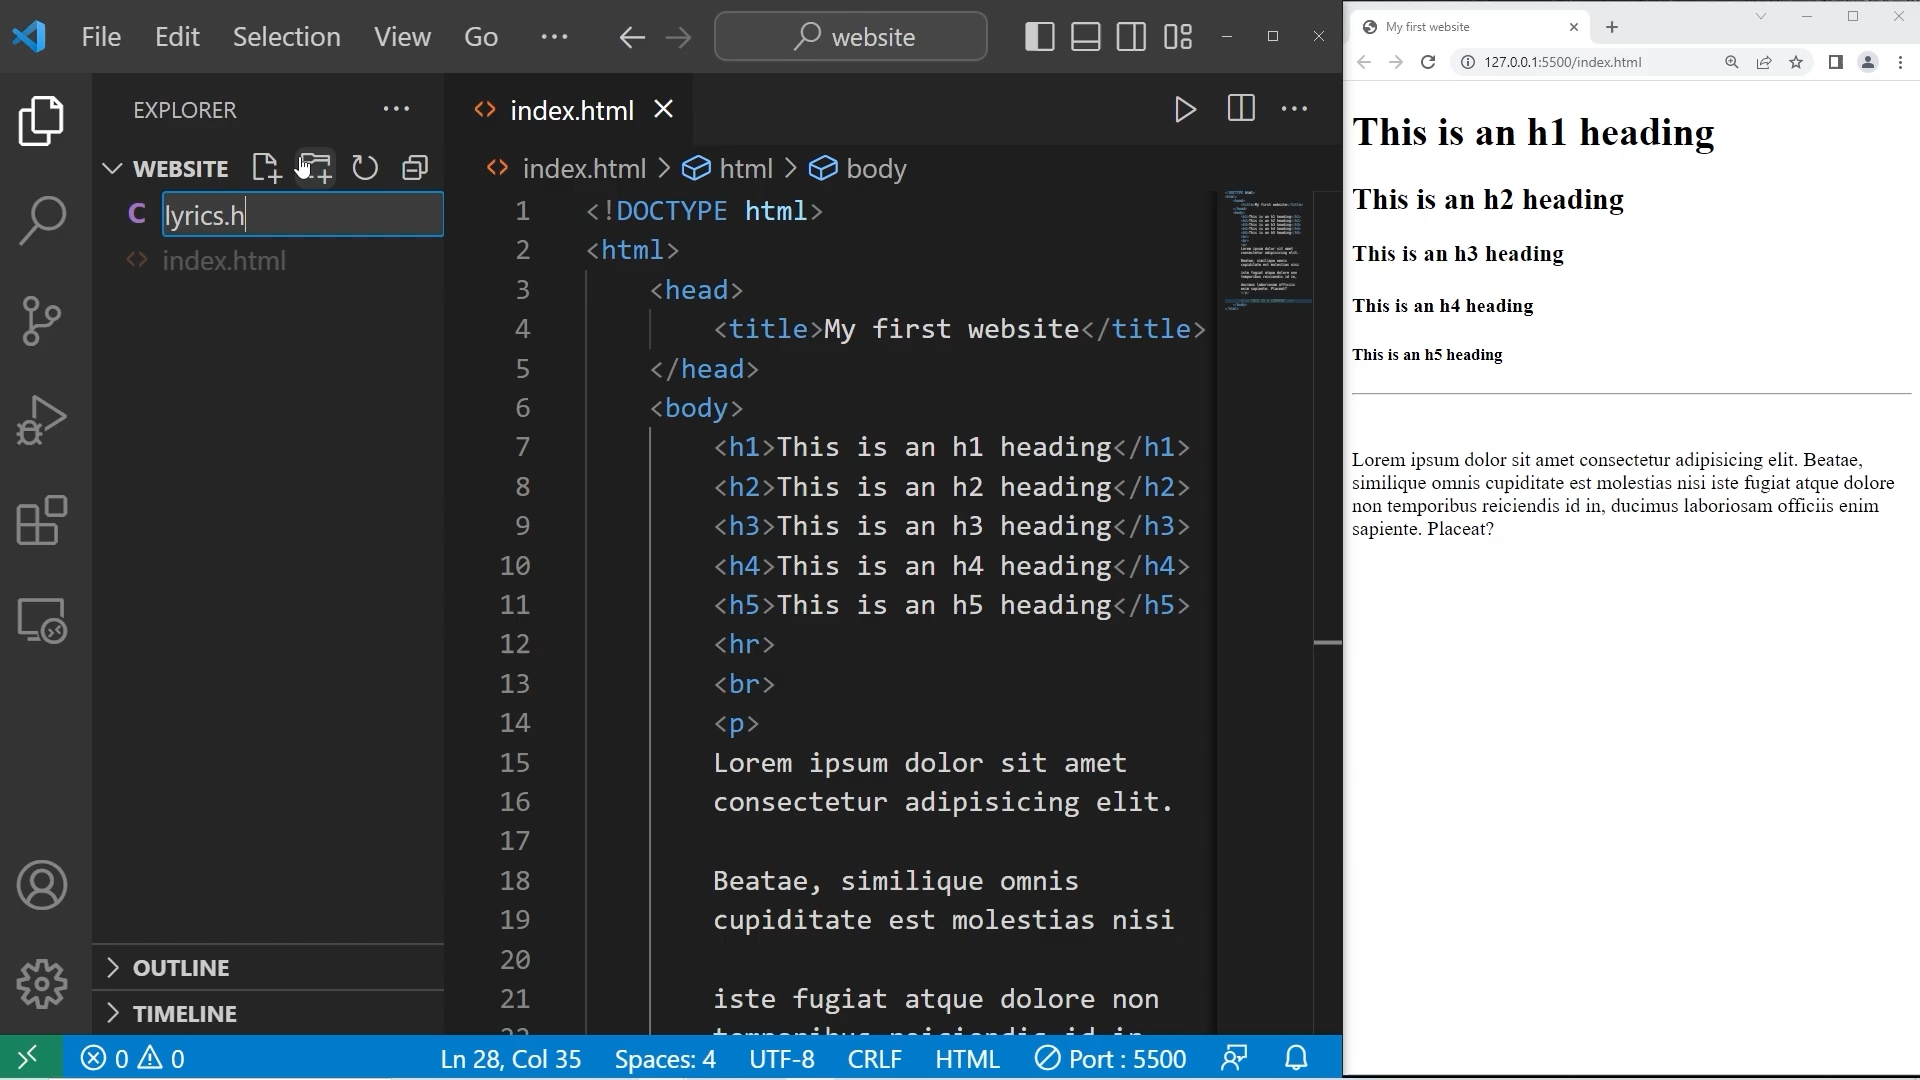 File Edit Selection View Go ··· website
EXPLORER ···
WEBSITE
C lyrics.h
index.html
OUTLINE
TIMELINE
index.html
index.html > html > body
1 <!DOCTYPE html>
2 <html>
3 <head>
4 <title>My first website</title>
5 </head>
6 <body>
7 <h1>This is an h1 heading</h1>
8 <h2>This is an h2 heading</h2>
9 <h3>This is an h3 heading</h3>
10 <h4>This is an h4 heading</h4>
11 <h5>This is an h5 heading</h5>
12 <hr>
13 <br>
14 <p>
15 Lorem ipsum dolor sit amet
16 consectetur adipisicing elit.
17
18 Beatae, similique omnis
19 cupiditate est molestias nisi
20
21 iste fugiat atque dolore non
0 0 Ln 28, Col 35 Spaces: 4 UTF-8 CRLF HTML Port : 5500
My first website
127.0.0.1:5500/index.html
This is an h1 heading
This is an h2 heading
This is an h3 heading
This is an h4 heading
This is an h5 heading
Lorem ipsum dolor sit amet consectetur adipisicing elit. Beatae,
similique omnis cupiditate est molestias nisi iste fugiat atque dolore
non temporibus reiciendis id in, ducimus laboriosam officiis enim
sapiente. Placeat?